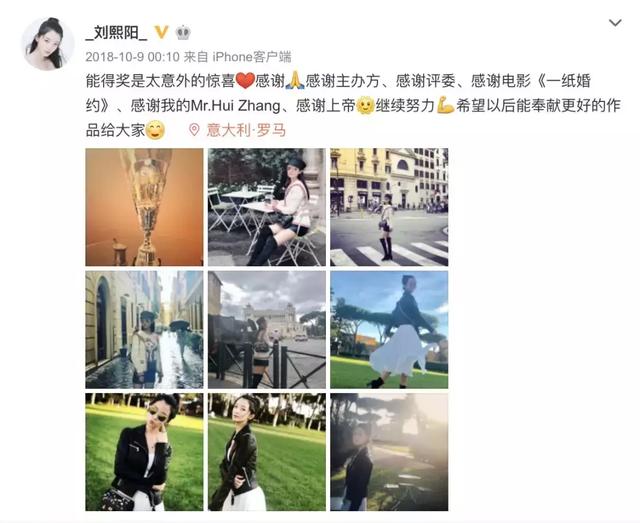 _刘熙阳_
2018-10-9 00:10 来自 iPhone客户端
能得奖是太意外的惊喜❤感谢🙏感谢主办方、感谢评委、感谢电影《一纸婚
约》、感谢我的Mr.Hui Zhang、感谢上帝🌞继续努力💪希望以后能奉献更好的作
品给大家😋 意大利·罗马